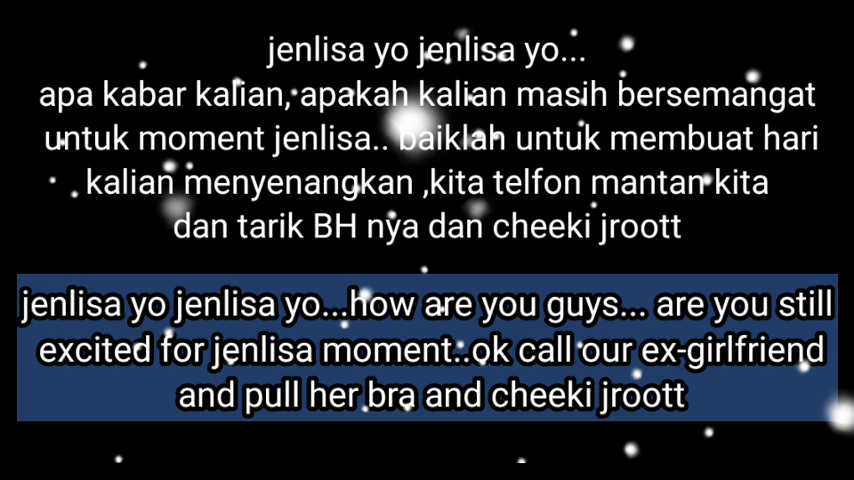 jenlisa yo jenlisa yo...
apa kabar kalian, apakah kalian masih bersemangat
untuk moment jenlisa.. baiklah untuk membuat hari
kalian menyenangkan ,kita telfon mantan kita
dan tarik BH nya dan cheeki jroott
jenlisa yo jenlisa yo...how are you guys... are you still
excited for jenlisa moment..ok call our ex-girlfriend
and pull her bra and cheeki jroott